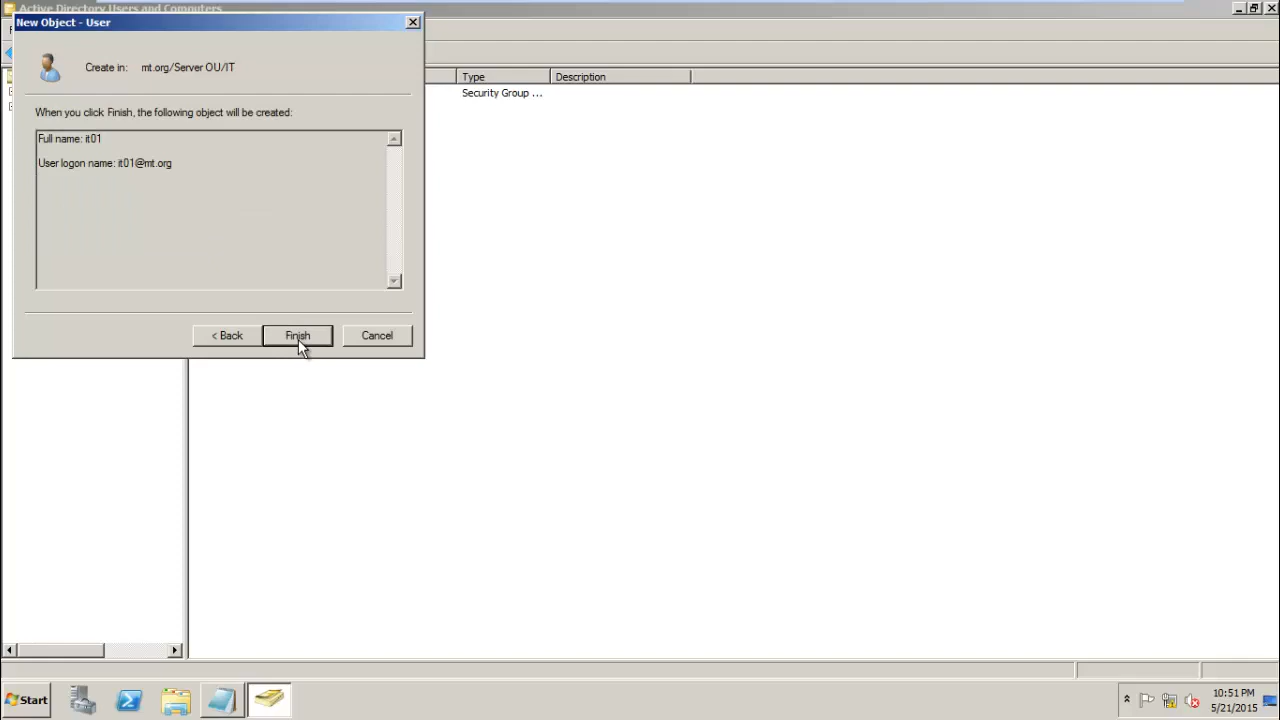 Active Directory Users and Computers
New Object - User
Create in: mt.org/Server OU/IT
Type
Description
Security Group ...
When you click Finish, the following object will be created:
Full name: it01
User logon name: it01@mt.org
< Back
Finish
Cancel
Start
10:51 PM
5/21/2015